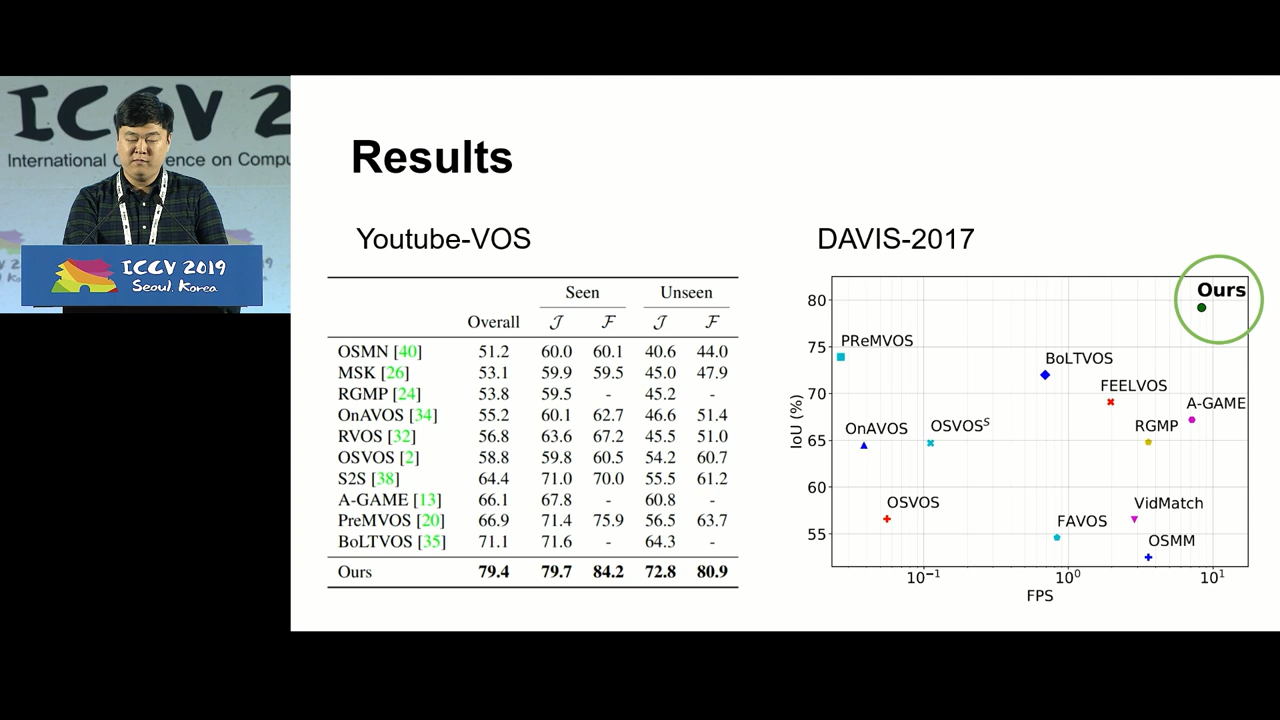 ICCV 2
International C ence on Compu
ICCV 2019
Seoul, Korea
Results
Youtube-VOS
DAVIS-2017
Seen Unseen
Overall J F J F
OSMN [40] 51.2 60.0 60.1 40.6 44.0
MSK [26] 53.1 59.9 59.5 45.0 47.9
RGMP [24] 53.8 59.5 - 45.2 -
OnAVOS [34] 55.2 60.1 62.7 46.6 51.4
RVOS [32] 56.8 63.6 67.2 45.5 51.0
OSVOS [2] 58.8 59.8 60.5 54.2 60.7
S2S [38] 64.4 71.0 70.0 55.5 61.2
A-GAME [13] 66.1 67.8 - 60.8 -
PreMVOS [20] 66.9 71.4 75.9 56.5 63.7
BoLTVOS [35] 71.1 71.6 - 64.3 -
Ours 79.4 79.7 84.2 72.8 80.9
Ours
80
PReMVOS
75
BoLTVOS
FEELVOS
70
A-GAME
OnAVOS
OSVOS^S
RGMP
65
60
OSVOS
VidMatch
FAVOS
OSMM
55
IoU (%)
10^-1 10^0 10^1
FPS